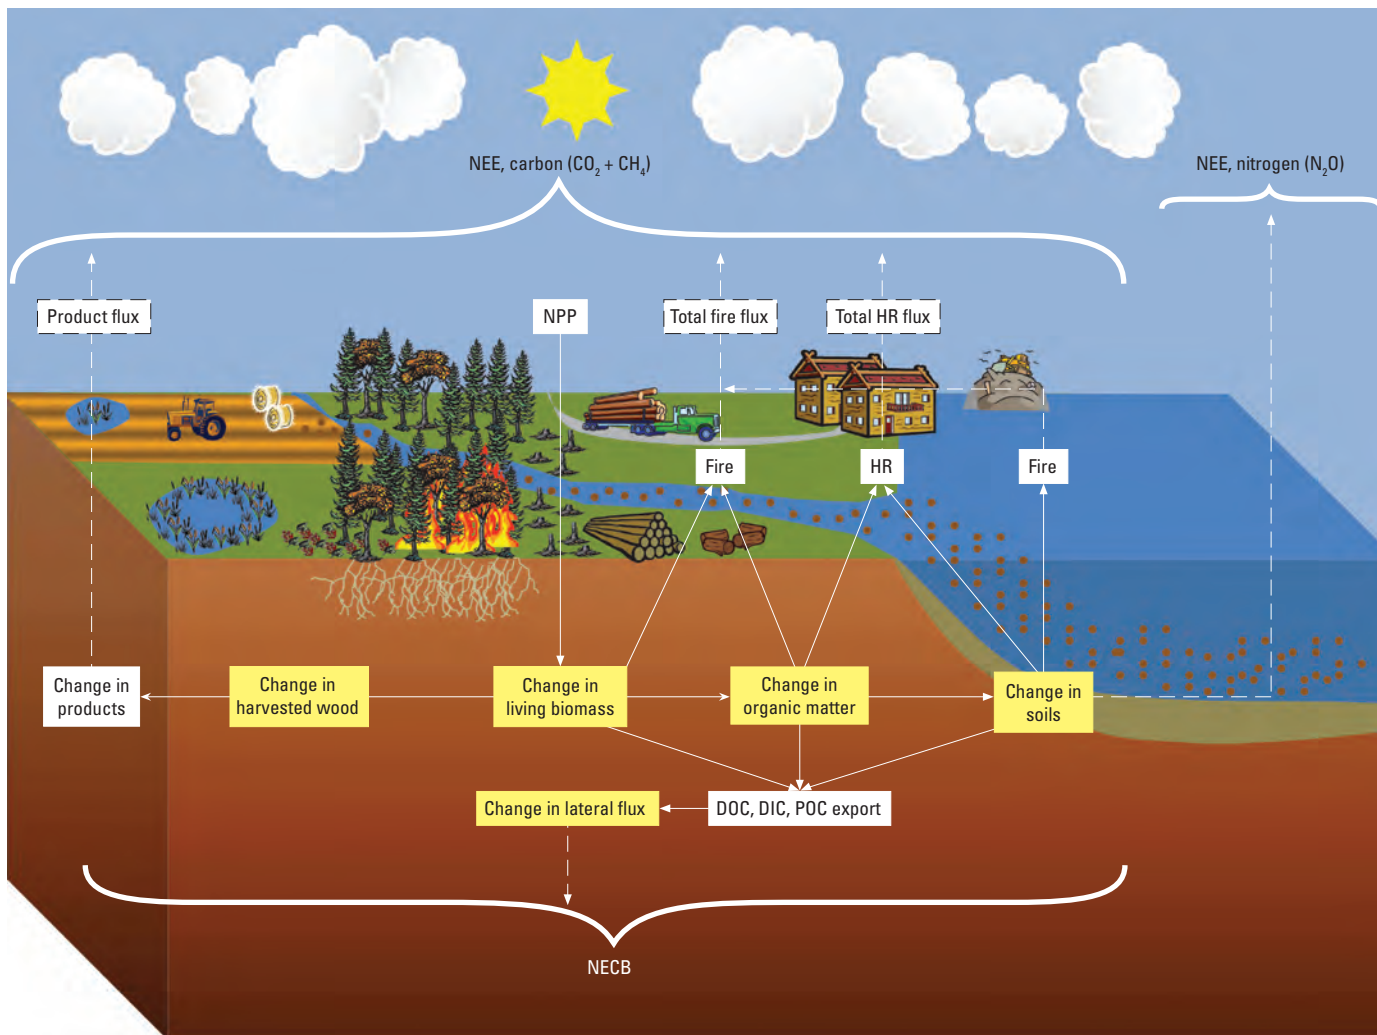 NEE, carbon (CO₂ + CH₄)
NEE, nitrogen (N₂O)
Product flux
NPP
Total fire flux
Total HR flux
Fire
HR
Fire
Change in
products
Change in
harvested wood
Change in
living biomass
Change in
organic matter
Change in
soils
Change in lateral flux
DOC, DIC, POC export
NECB